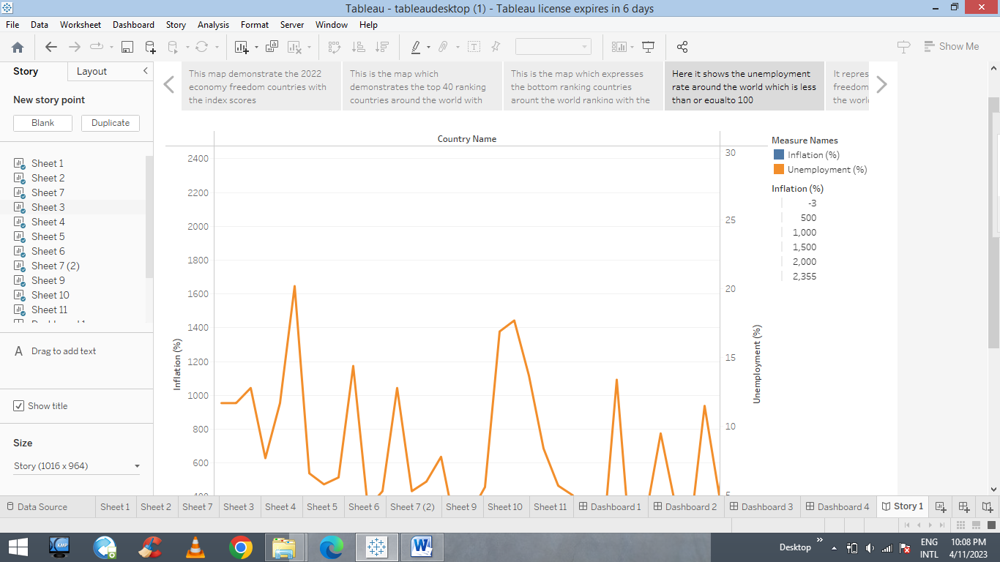 Tableau - tableaudesktop (1) - Tableau license expires in 6 days
File Data Worksheet Dashboard Story Analysis Format Server Window Help
Show Me
Story Layout
New story point
Blank Duplicate
Sheet 1
Sheet 2
Sheet 7
Sheet 3
Sheet 4
Sheet 5
Sheet 6
Sheet 7 (2)
Sheet 9
Sheet 10
Sheet 11
A Drag to add text
Show title
Size
Story (1016 x 964)
This map demonstrate the 2022
economy freedom countries with
the index scores
This is the map which
demonstrates the top 40 ranking
countries around the world with
This is the map which expresses
the bottom ranking countries
arount the world ranking with the
Here it shows the unemployment
rate around the world which is less
than or equalto 100
It repres
freedom
the worl
Country Name
2400
2200
2000
1800
1600
1400
1200
1000
800
600
400
Inflation (%)
30
25
20
15
10
5
Unemployment (%)
Measure Names
Inflation (%)
Unemployment (%)
Inflation (%)
-3
500
1,000
1,500
2,000
2,355
Data Source Sheet 1 Sheet 2 Sheet 7 Sheet 3 Sheet 4 Sheet 5 Sheet 6 Sheet 7 (2) Sheet 9 Sheet 10 Sheet 11 Dashboard 1 Dashboard 2 Dashboard 3 Dashboard 4 Story 1
KMP
Desktop
ENG
INTL
10:08 PM
4/11/2023